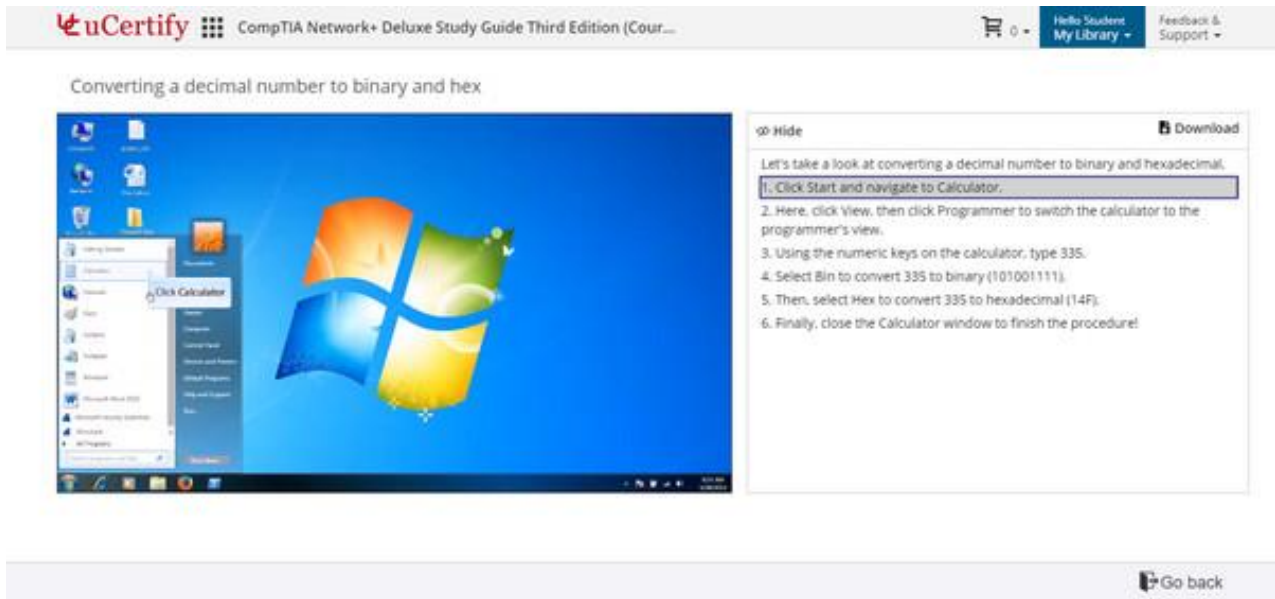 uCertify
CompTIA Network+ Deluxe Study Guide Third Edition (Cour...
0
Hello Student
My Library
Feedback &
Support
Converting a decimal number to binary and hex
Click Calculator
Hide
Download
Let's take a look at converting a decimal number to binary and hexadecimal.
1. Click Start and navigate to Calculator.
2. Here, click View, then click Programmer to switch the calculator to the
programmer's view.
3. Using the numeric keys on the calculator, type 335.
4. Select Bin to convert 335 to binary (101001111).
5. Then, select Hex to convert 335 to hexadecimal (14F).
6. Finally, close the Calculator window to finish the procedure!
Go back